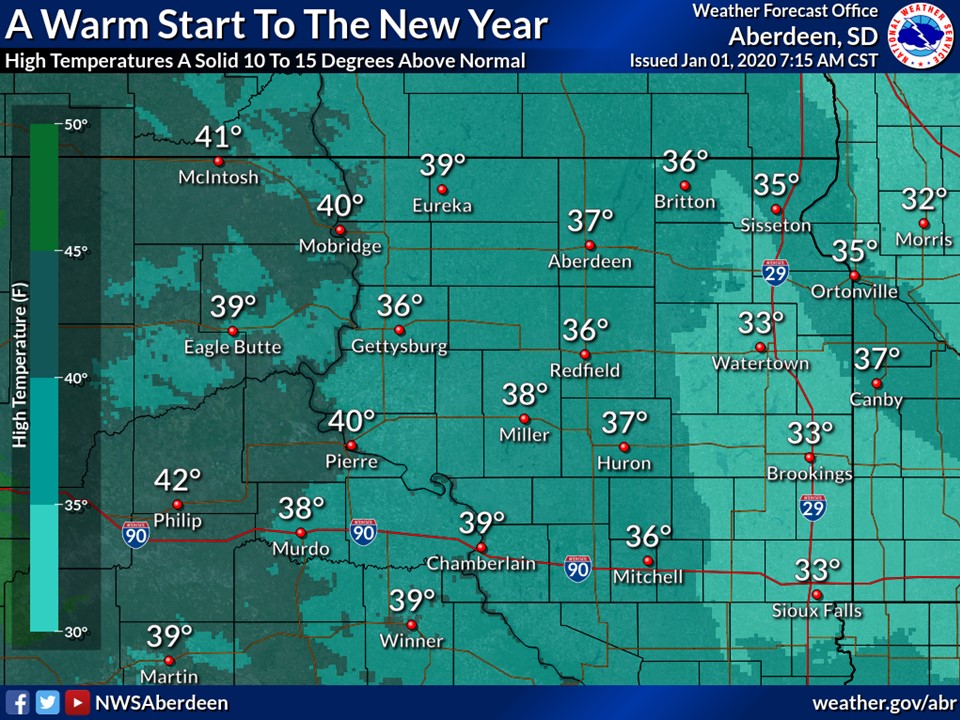 A Warm Start To The New Year
High Temperatures A Solid 10 To 15 Degrees Above Normal
Weather Forecast Office
Aberdeen, SD
Issued Jan 01, 2020 7:15 AM CST
NATIONAL WEATHER SERVICE
High Temperature (F)
50°
45°
40°
35°
30°
41°
McIntosh
39°
Eureka
36°
Britton
35°
Sisseton
32°
Morris
40°
Mobridge
37°
Aberdeen
35°
Ortonville
29
39°
Eagle Butte
36°
Gettysburg
36°
Redfield
33°
Watertown
37°
Canby
38°
Miller
40°
Pierre
37°
Huron
33°
Brookings
42°
Philip
38°
Murdo
39°
Chamberlain
36°
Mitchell
29
90
90
90
33°
Sioux Falls
39°
Winner
39°
Martin
NWSAberdeen
weather.gov/abr